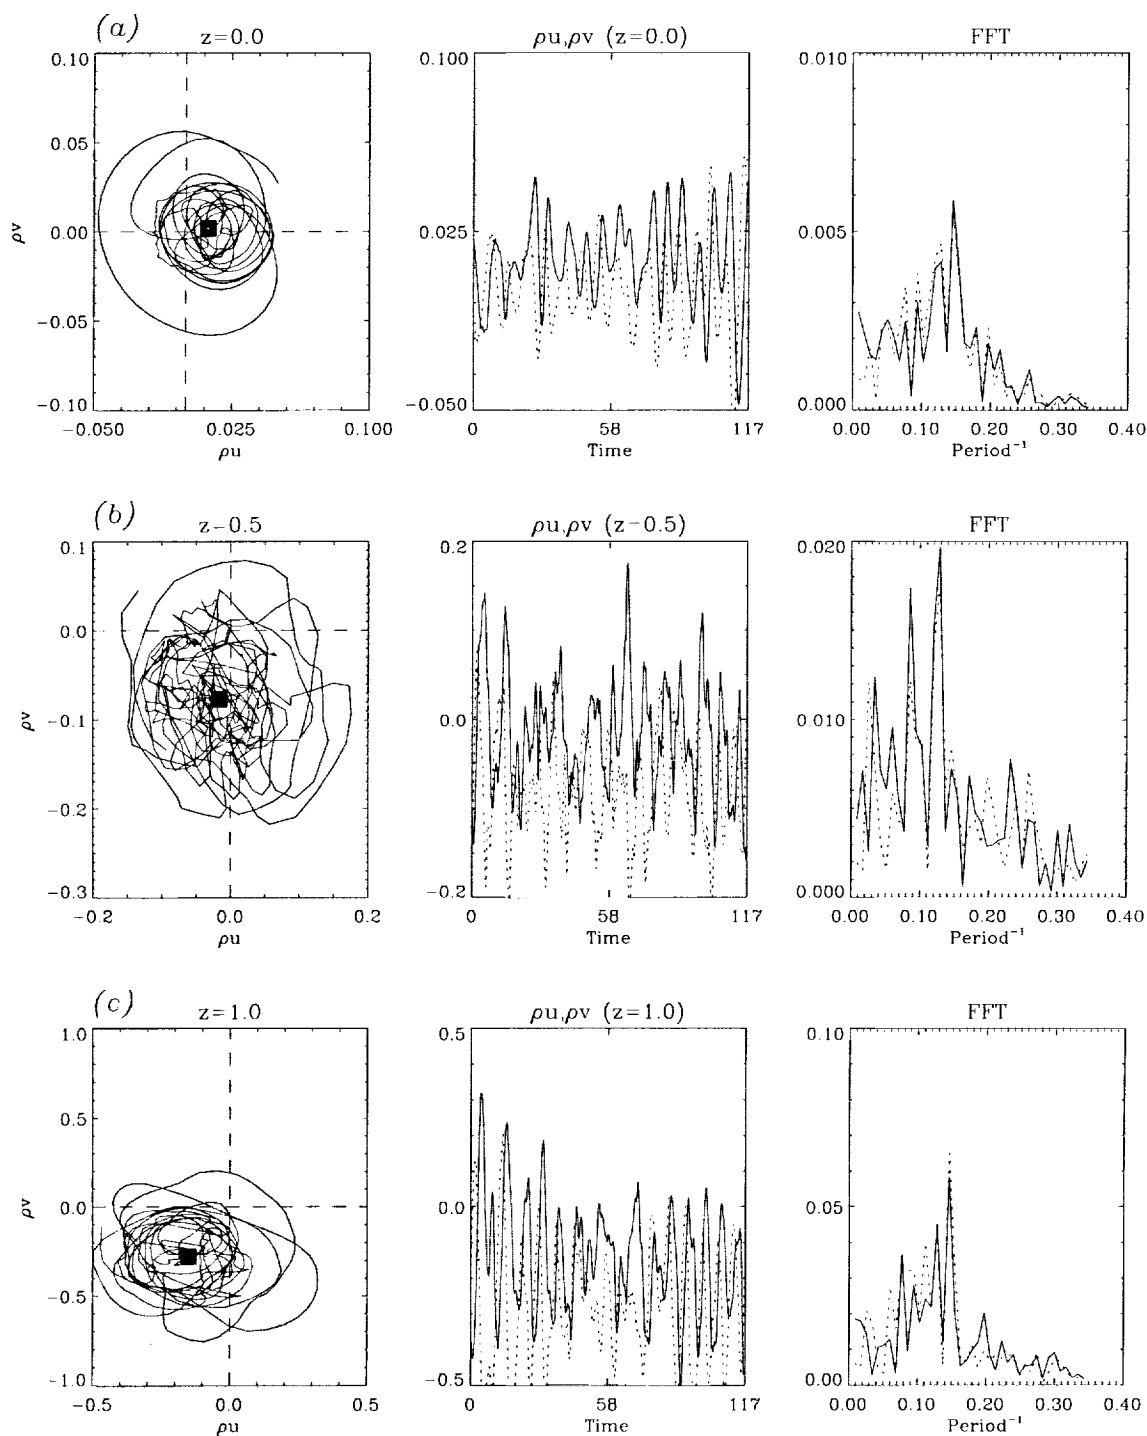 (a)
z=0.0
ρu,ρv (z=0.0)
FFT
0.10
0.05
0.00
-0.05
-0.10
ρv
-0.050
0.025
0.100
ρu
0.100
0.025
-0.050
0
58
117
Time
0.010
0.005
0.000
0.00
0.10
0.20
0.30
0.40
Period⁻¹
(b)
z-0.5
ρu,ρv (z-0.5)
FFT
0.1
0.0
-0.1
-0.2
-0.3
ρv
-0.2
0.0
0.2
ρu
0.2
0.0
-0.2
0
58
117
Time
0.020
0.010
0.000
0.00
0.10
0.20
0.30
0.40
Period⁻¹
(c)
z=1.0
ρu,ρv (z=1.0)
FFT
1.0
0.5
0.0
-0.5
-1.0
ρv
-0.5
0.0
0.5
ρu
0.5
0.0
-0.5
0
58
117
Time
0.10
0.05
0.00
0.00
0.10
0.20
0.30
0.40
Period⁻¹